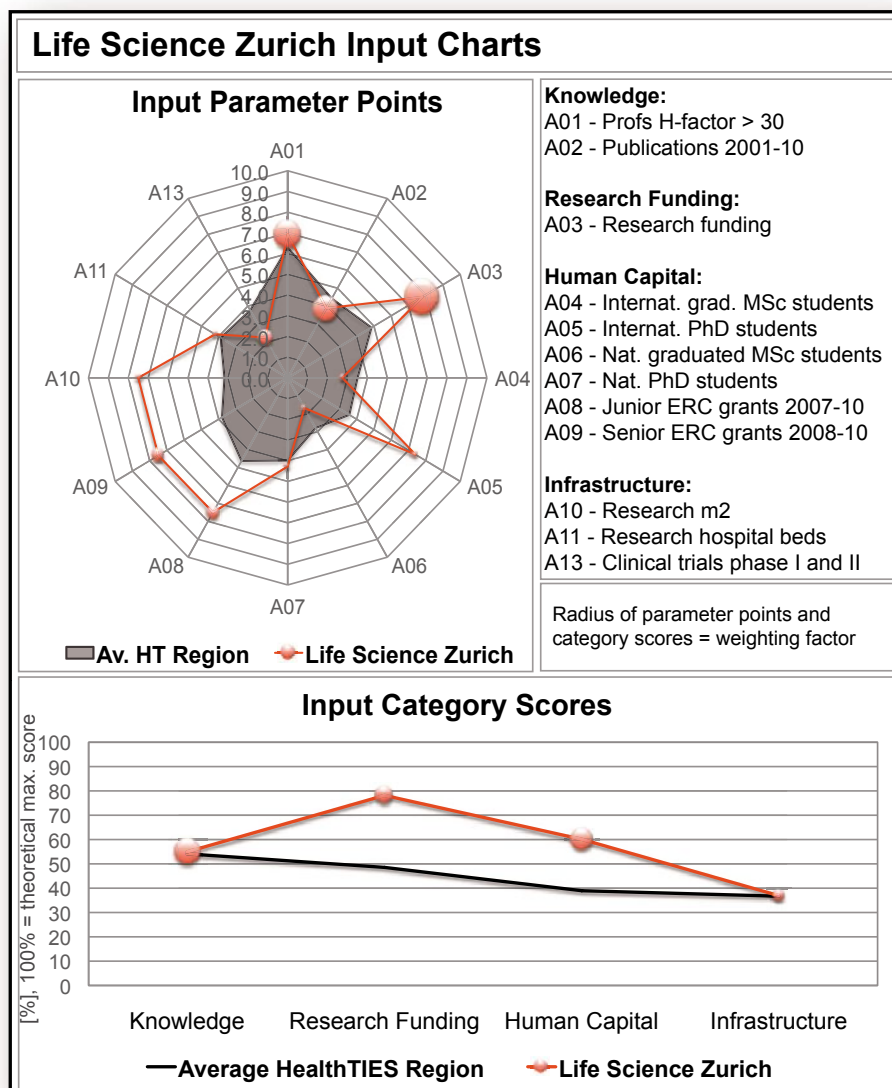 Life Science Zurich Input Charts
Input Parameter Points
A01
A02
A03
A04
A05
A06
A07
A08
A09
A10
A11
A13
10.0
9.0
8.0
7.0
6.0
5.0
4.0
3.0
2.0
1.0
0.0
Av. HT Region
Life Science Zurich
Knowledge:
A01 - Profs H-factor > 30
A02 - Publications 2001-10
Research Funding:
A03 - Research funding
Human Capital:
A04 - Internat. grad. MSc students
A05 - Internat. PhD students
A06 - Nat. graduated MSc students
A07 - Nat. PhD students
A08 - Junior ERC grants 2007-10
A09 - Senior ERC grants 2008-10
Infrastructure:
A10 - Research m2
A11 - Research hospital beds
A13 - Clinical trials phase I and II
Radius of parameter points and
category scores = weighting factor
Input Category Scores
[%], 100% = theoretical max. score
100
90
80
70
60
50
40
30
20
10
0
Knowledge
Research Funding
Human Capital
Infrastructure
Average HealthTIES Region
Life Science Zurich